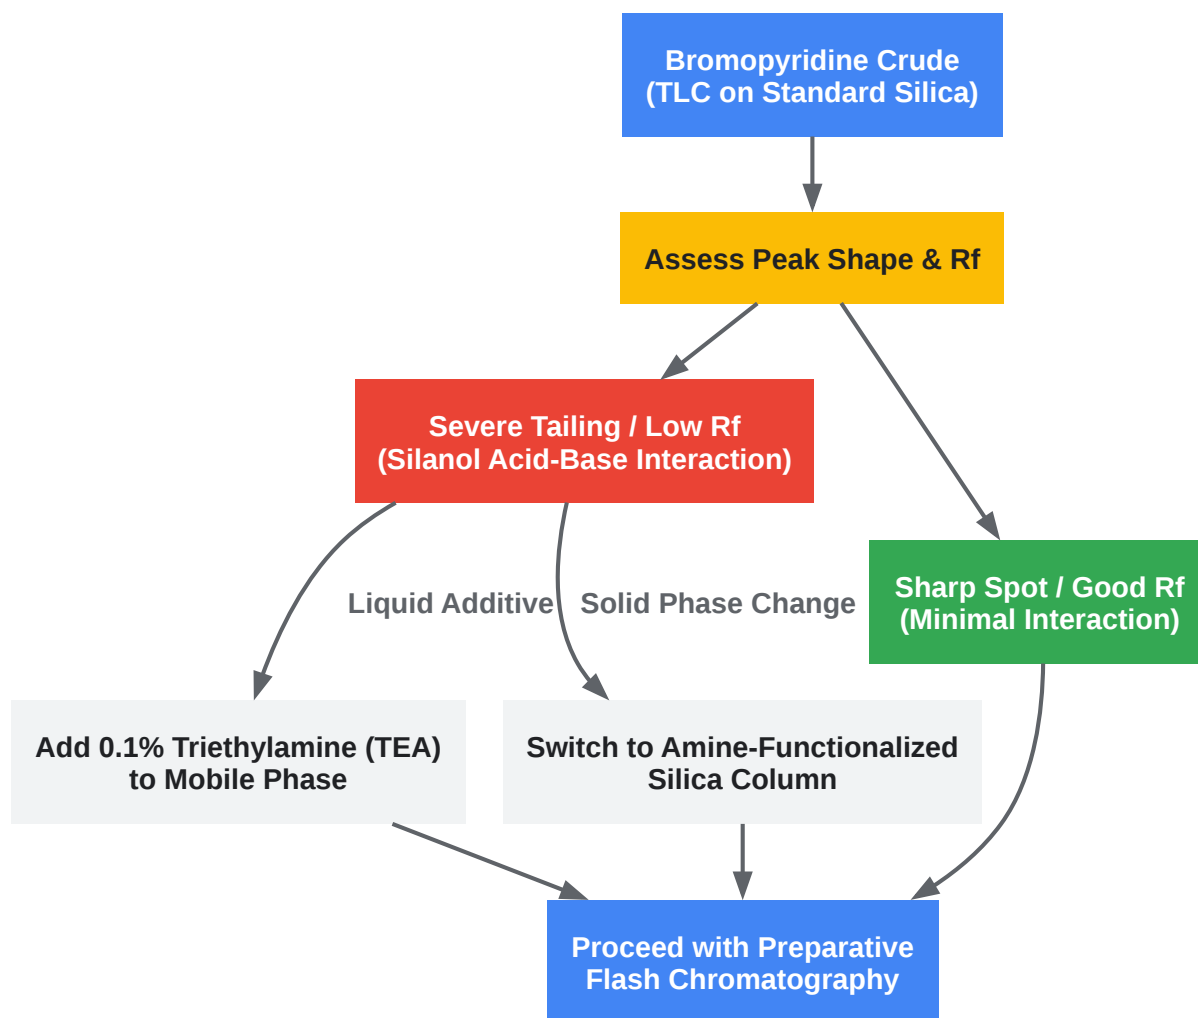 Bromopyridine Crude
(TLC on Standard Silica)
Assess Peak Shape & Rf
Severe Tailing / Low Rf
(Silanol Acid-Base Interaction)
Sharp Spot / Good Rf
(Minimal Interaction)
Liquid Additive
Solid Phase Change
Add 0.1% Triethylamine (TEA)
to Mobile Phase
Switch to Amine-Functionalized
Silica Column
Proceed with Preparative
Flash Chromatography